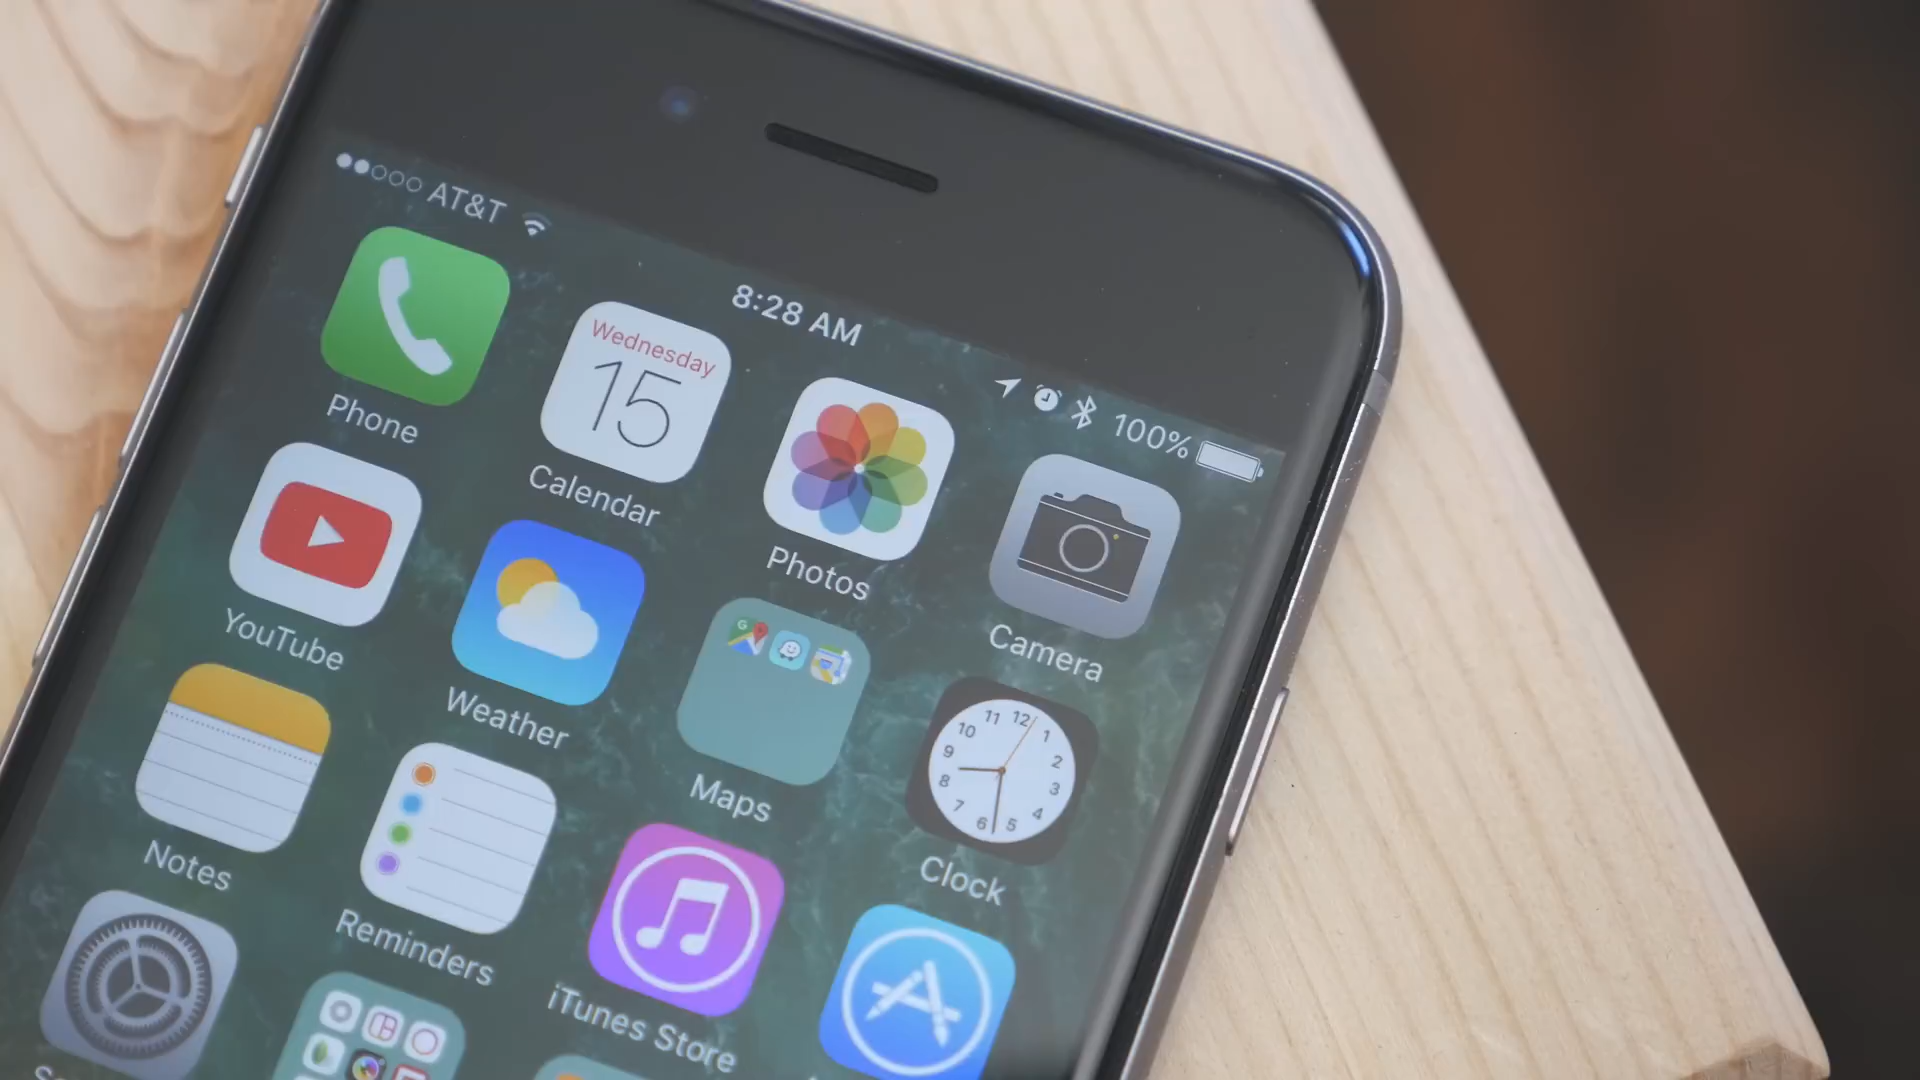 AT&T
8:28 AM
100%
Phone
Wednesday
15
Calendar
Photos
Camera
YouTube
Weather
G
Maps
12
1
2
3
4
5
6
7
8
9
10
11
Clock
Notes
Reminders
iTunes Store